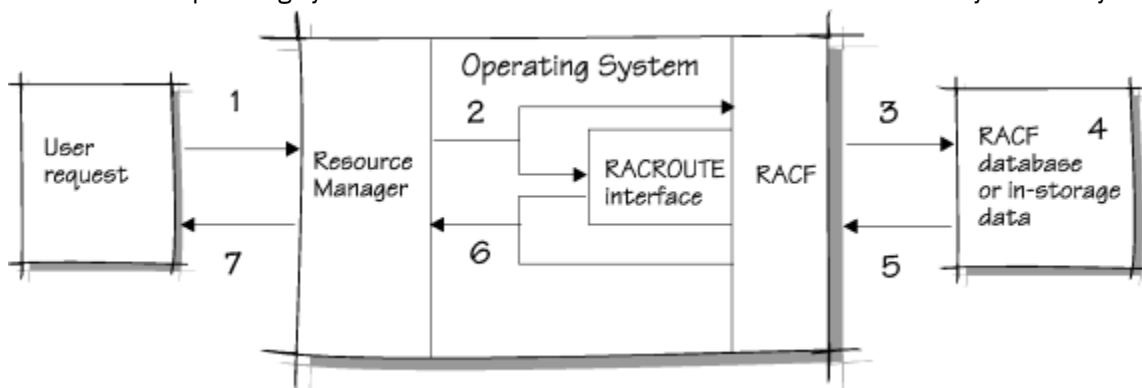 Operating System
1
2
3
4
User
request
Resource
Manager
RACROUTE
interface
RACF
RACF
database
or in-storage
data
7
6
5